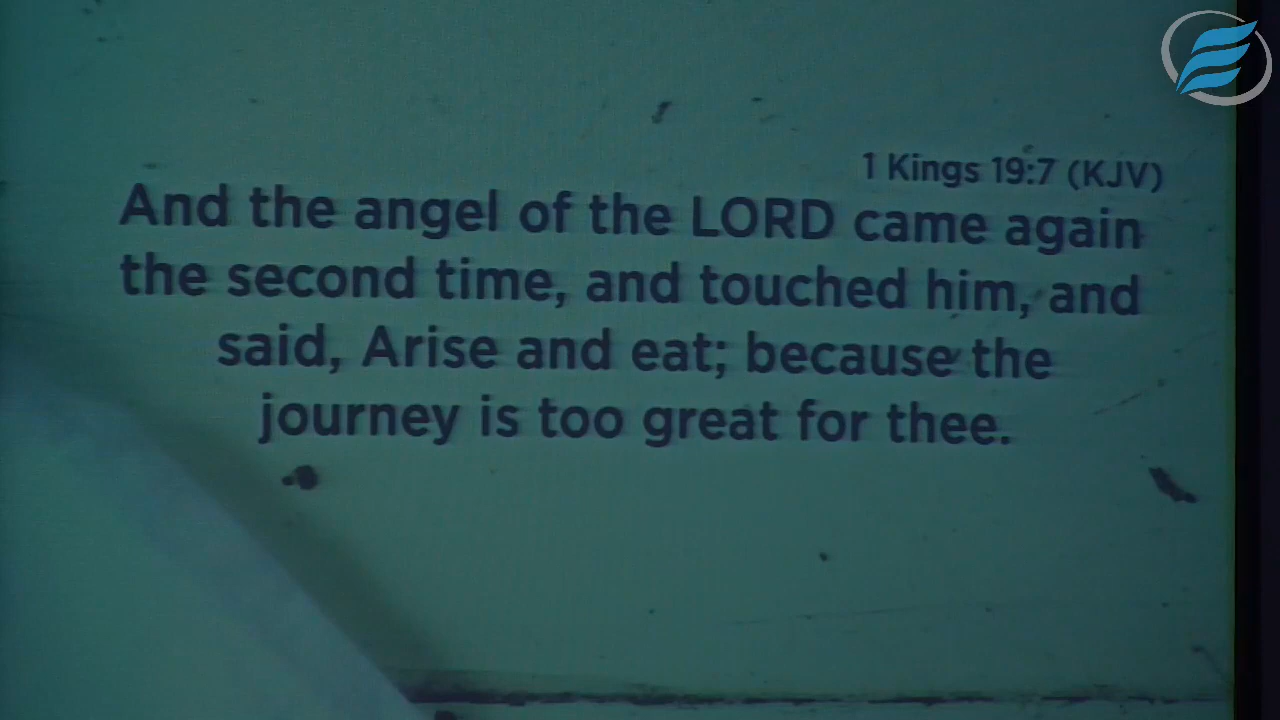 1 Kings 19:7 (KJV)
And the angel of the LORD came again
the second time, and touched him, and
said, Arise and eat; because the
journey is too great for thee.